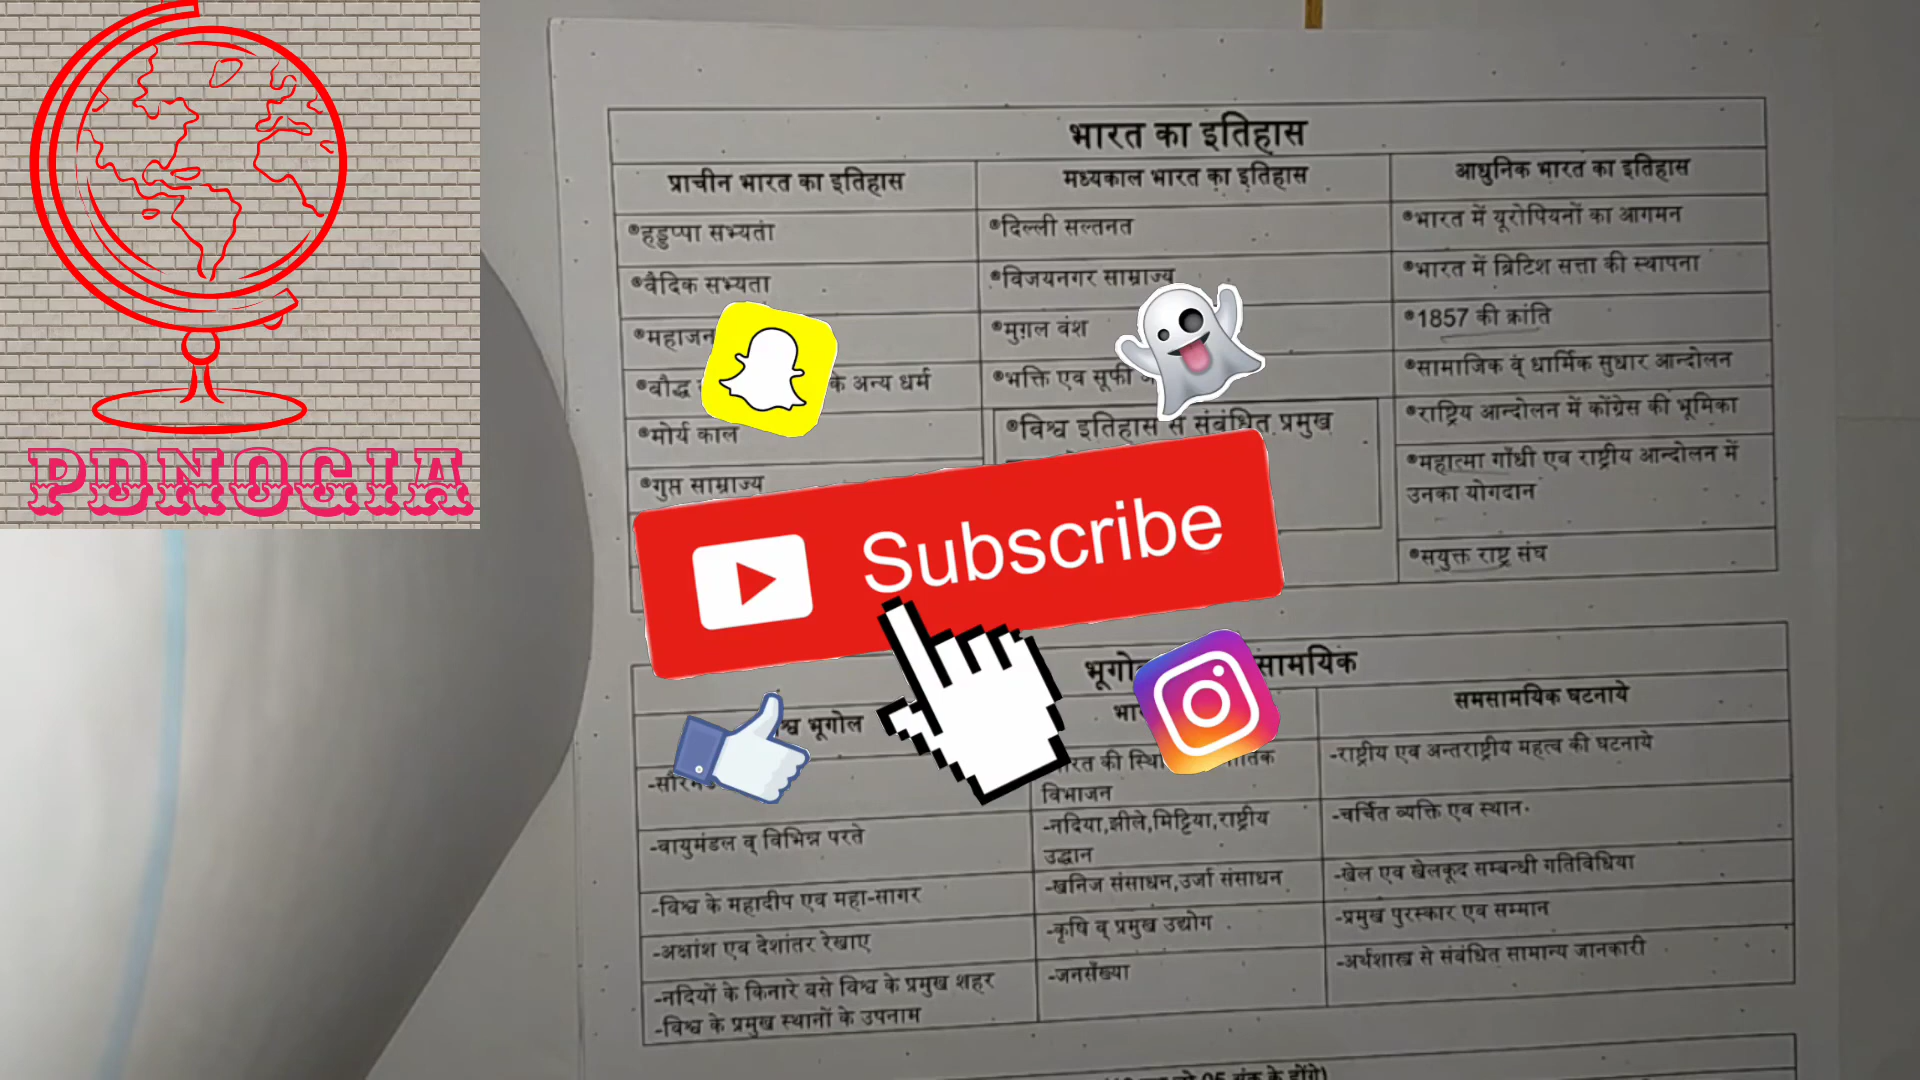 PDNOGIA
भारत का इतिहास
प्राचीन भारत का इतिहास
मध्यकाल भारत का इतिहास
आधुनिक भारत का इतिहास
●हड्डप्पा सभ्यता
●दिल्ली सल्तनत
●भारत में यूरोपियनों का आगमन
●वैदिक सभ्यता
●विजयनगर साम्राज्य
●भारत में ब्रिटिश सत्ता की स्थापना
●मुग़ल वंश
●1857 की क्रांति
●बौद्ध
के अन्य धर्म
●भक्ति एव सूफी
●सामाजिक व् धार्मिक सुधार आन्दोलन
●मोर्य काल
●विश्व इतिहास से संबंधित प्रमुख
●राष्ट्रिय आन्दोलन में कोंग्रेस की भूमिका
●गुप्त साम्राज्य
●महात्मा गाँधी एव राष्ट्रीय आन्दोलन में
उनका योगदान
●सयुक्त राष्ट्र संघ
Subscribe
सामयिक
भूगोल
समसामयिक घटनाये
-राष्ट्रीय एव अन्तराष्ट्रीय महत्व की घटनाये
विभाजन
-वायुमंडल व् विभिन्न परते
-नदिया,झीले,मिट्टिया,राष्ट्रीय
उद्धान
-चर्चित व्यक्ति एव स्थान
-विश्व के महादीप एव महा-सागर
-खनिज संसाधन,उर्जा संसाधन
-खेल एव खेलकूद सम्बन्धी गतिविधिया
-अक्षांश एव देशांतर रेखाए
-कृषि व् प्रमुख उद्योग
-प्रमुख पुरस्कार एव सम्मान
-नदियों के किनारे बसे विश्व के प्रमुख शहर
-विश्व के प्रमुख स्थानों के उपनाम
-जनसँख्या
-अर्थशास्त्र से संबंधित सामान्य जानकारी